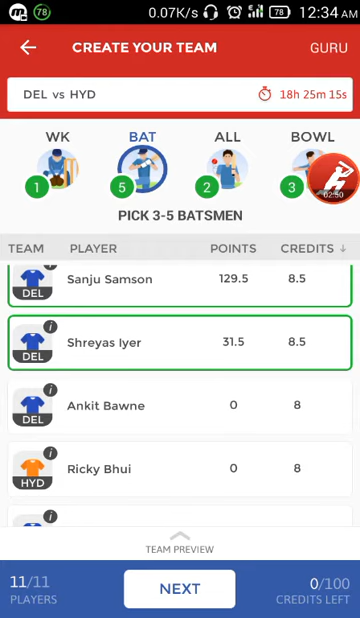 78 0.07K/s 78 12:34 AM
CREATE YOUR TEAM GURU
DEL vs HYD 18h 25m 15s
WK BAT ALL BOWL
1 5 2 3 02:50
PICK 3-5 BATSMEN
TEAM PLAYER POINTS CREDITS ↓
i
DEL Sanju Samson 129.5 8.5
i
DEL Shreyas Iyer 31.5 8.5
i
DEL Ankit Bawne 0 8
i
HYD Ricky Bhui 0 8
i
TEAM PREVIEW
11/11 PLAYERS
NEXT
0/100 CREDITS LEFT